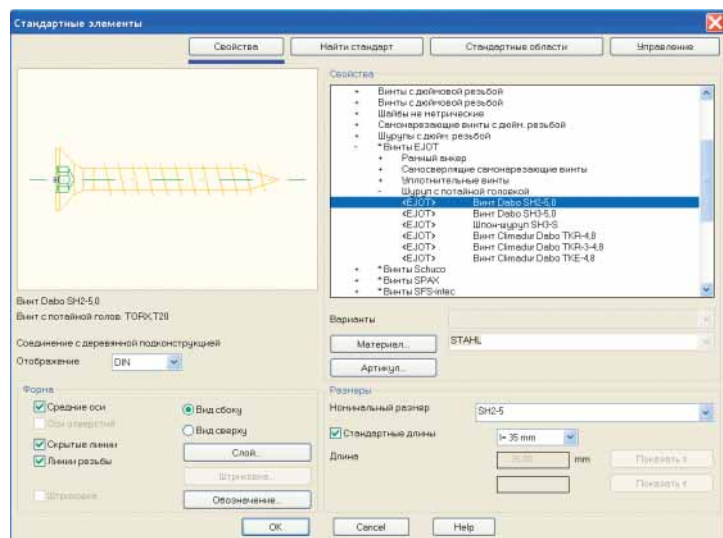 Стандартные элементы
Свойства
Найти стандарт
Стандартные области
Управление
Свойства
+ Винты с дюймовой резьбой
+ Винты с дюймовой резьбой
+ Шайбы не метрические
+ Самонарезающие винты с дюйм. резьбой
+ Шурупы с дюйм. резьбой
- *Винты EJOT
+ Рамный анкер
+ Самосверлящие самонарезающие винты
+ Уплотнительные винты
- Шуруп с потайной головкой
<EJOT> Винт Dabo SH2-5,0
<EJOT> Винт Dabo SH3-5,0
<EJOT> Шпон-шуруп SH3-S
<EJOT> Винт Climadur Dabo TKR-4,8
<EJOT> Винт Climadur Dabo TKR-3-4,8
<EJOT> Винт Climadur Dabo TKE-4,8
+ *Винты Schuco
+ *Винты SPAX
+ *Винты SFS-intec
Винт Dabo SH2-5,0
Винт с потайной голов. TORX,T20
Соединение с деревянной подконструкцией
Отображение DIN
Варианты
Материал... STAHL
Артикул...
Форма
Средние оси
Оси отверстий
Скрытые линии
Линии резьбы
Штриховка
Вид сбоку
Вид сверху
Слой...
Штриховка...
Обозначение...
Размеры
Номинальный размер SH2-5
Стандартные длины l= 35 mm
Длина mm
OK
Cancel
Help